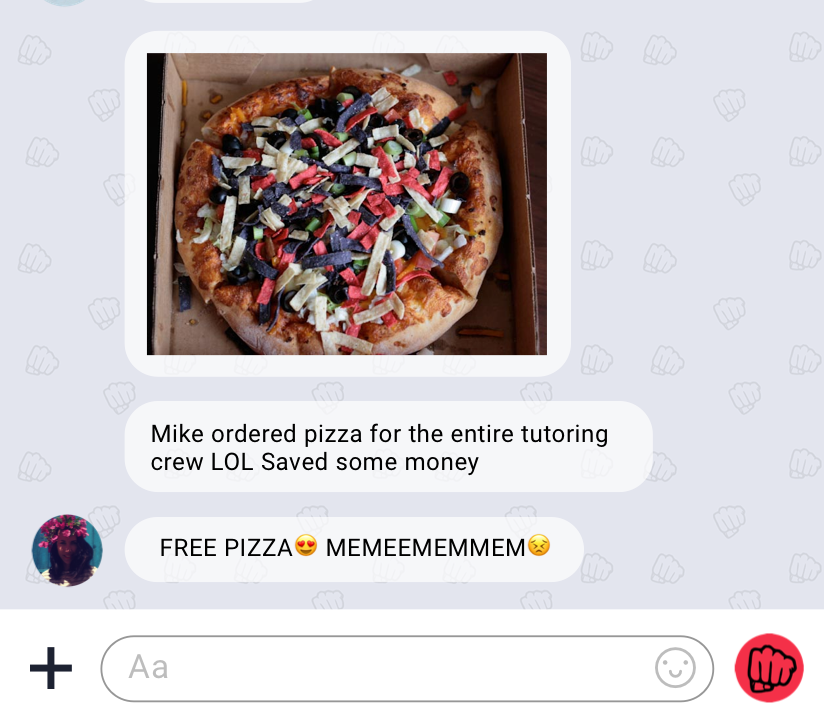 Mike ordered pizza for the entire tutoring
crew LOL Saved some money
FREE PIZZA😍 MEMEEMEMMEM😣
Aa